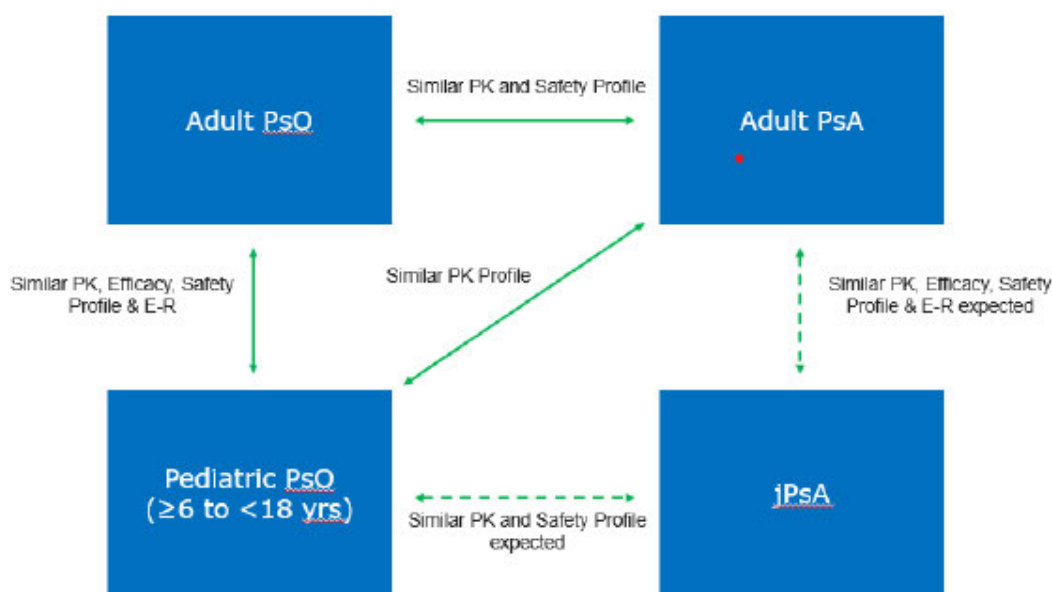 Adult PsO
Similar PK and Safety Profile
Adult PsA
Similar PK, Efficacy, Safety
Profile & E-R
Similar PK Profile
Similar PK, Efficacy, Safety
Profile & E-R expected
Pediatric PsO
(≥6 to <18 yrs)
Similar PK and Safety Profile
expected
jPsA